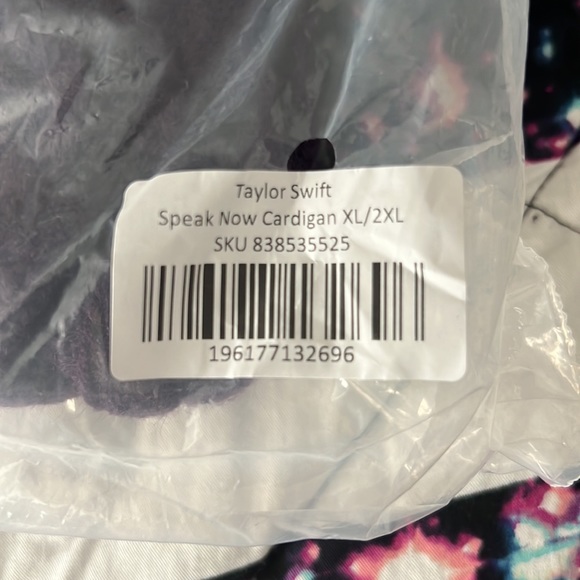 Taylor Swift
Speak Now Cardigan XL/2XL
SKU 838535525
196177132696